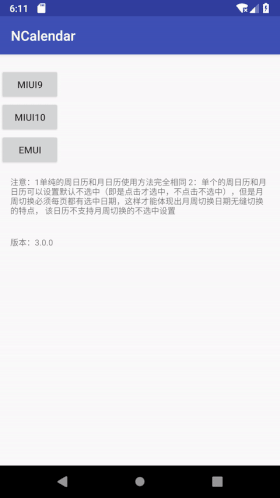 6:11
NCalendar
MIUI9
MIUI10
EMUI
注意：1单纯的周日历和月日历使用方法完全相同 2：单个的周日历和月
日历可以设置默认不选中（即是点击才选中，不点击不选中），但是月
周切换必须每页都有选中日期，这样才能体现出月周切换日期无缝切换
的特点， 该日历不支持月周切换的不选中设置
版本：3.0.0